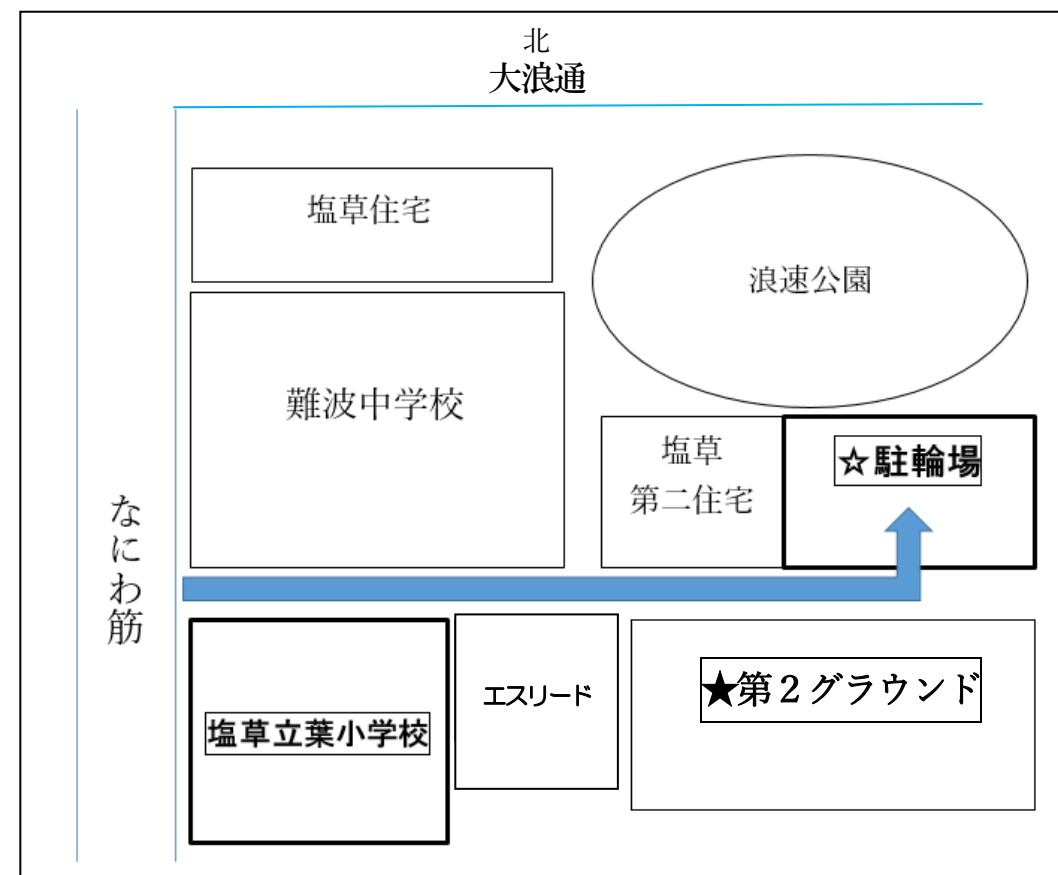 北
大浪通
塩草住宅
浪速公園
難波中学校
塩草
第二住宅
☆駐輪場
なにわ筋
塩草立葉小学校
エスリード
★第２グラウンド